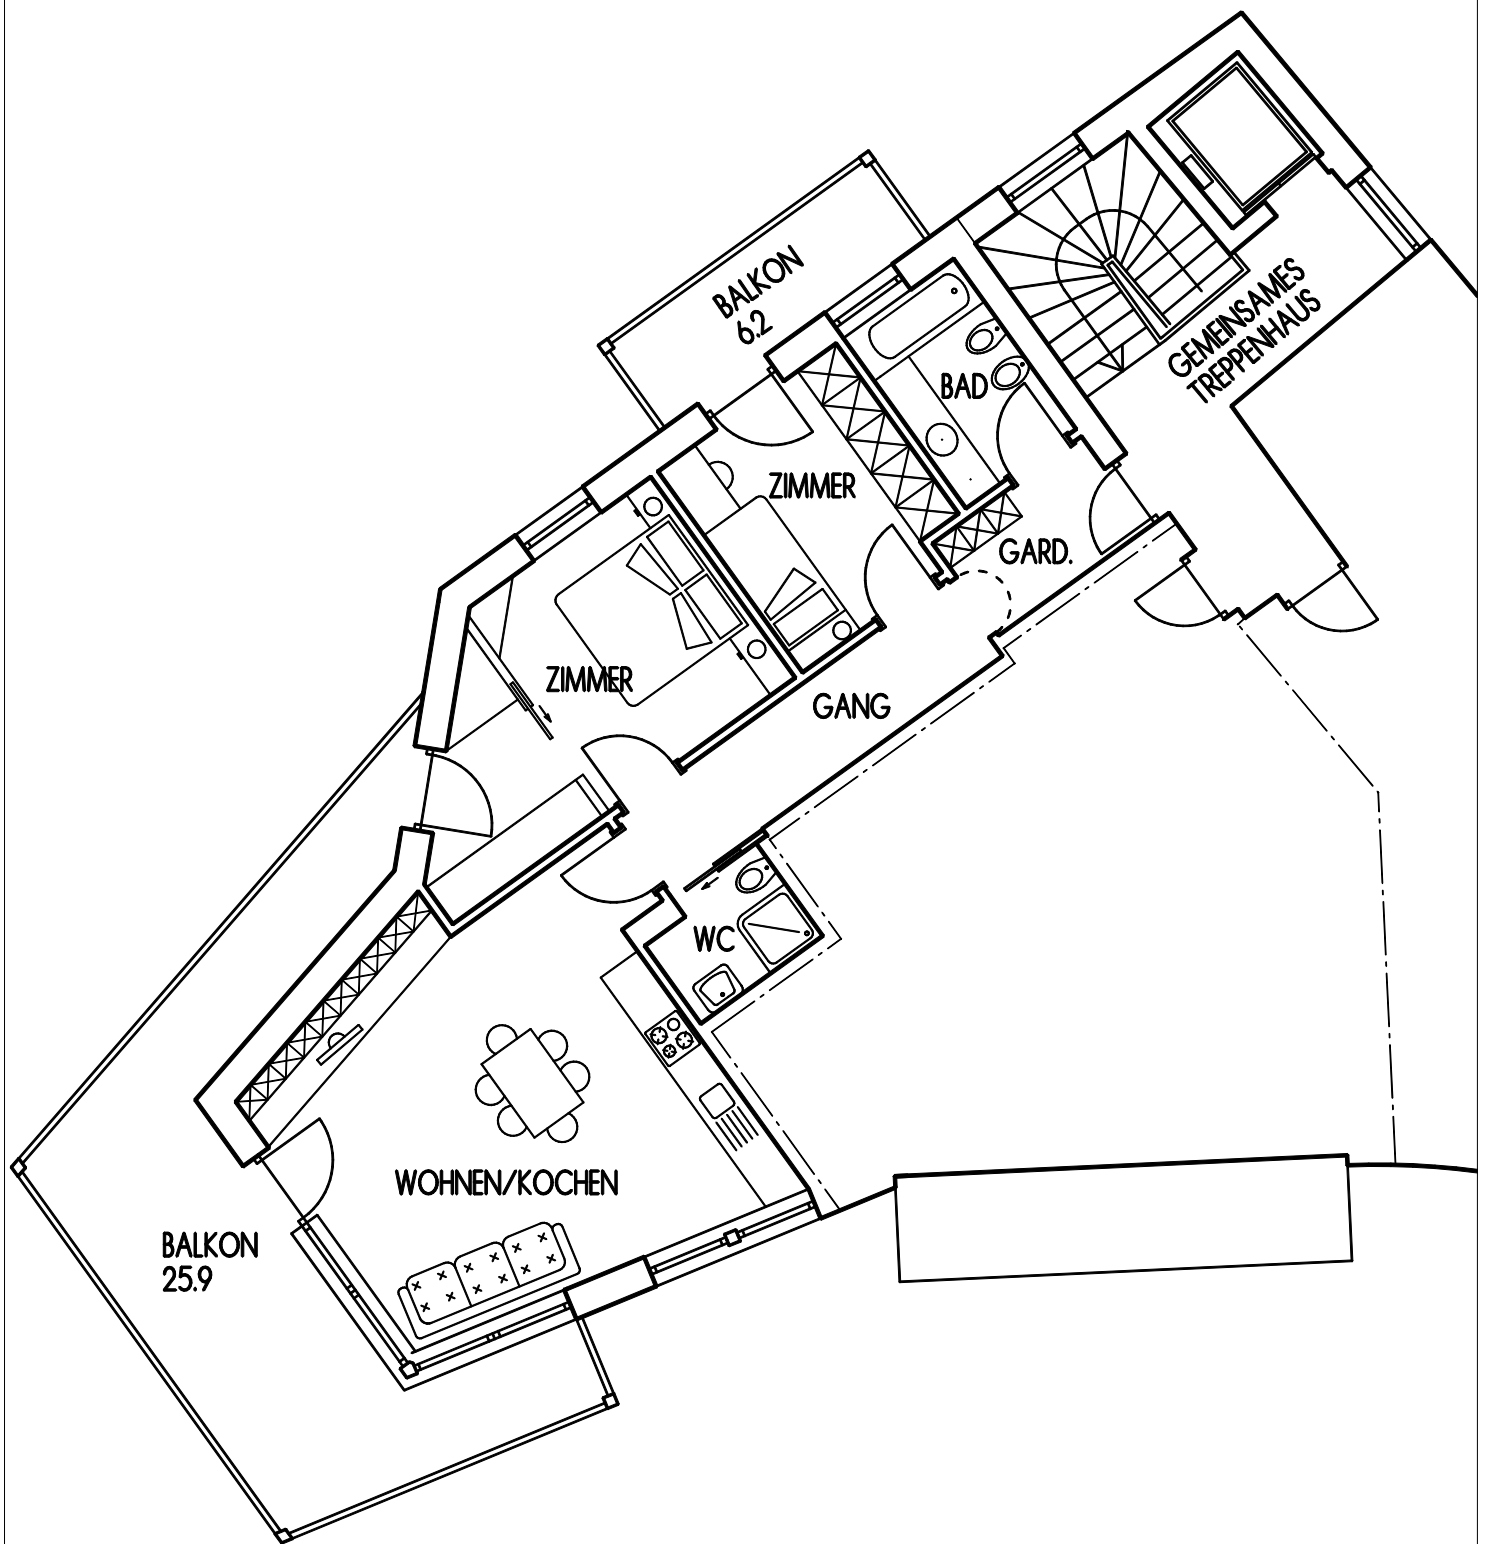 BALKON
6.2
GEMEINSAMES
TREPPENHAUS
BAD
ZIMMER
GARD.
ZIMMER
GANG
WC
WOHNEN/KOCHEN
BALKON
25.9